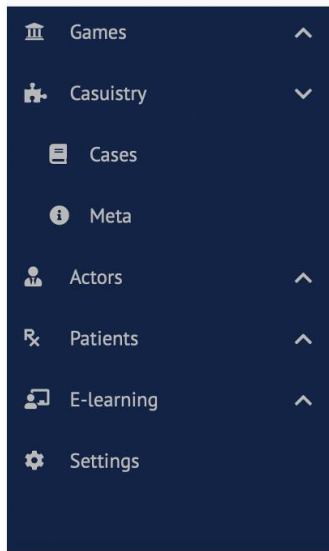 Games
Casuistry
Cases
Meta
Actors
Patients
E-learning
Settings